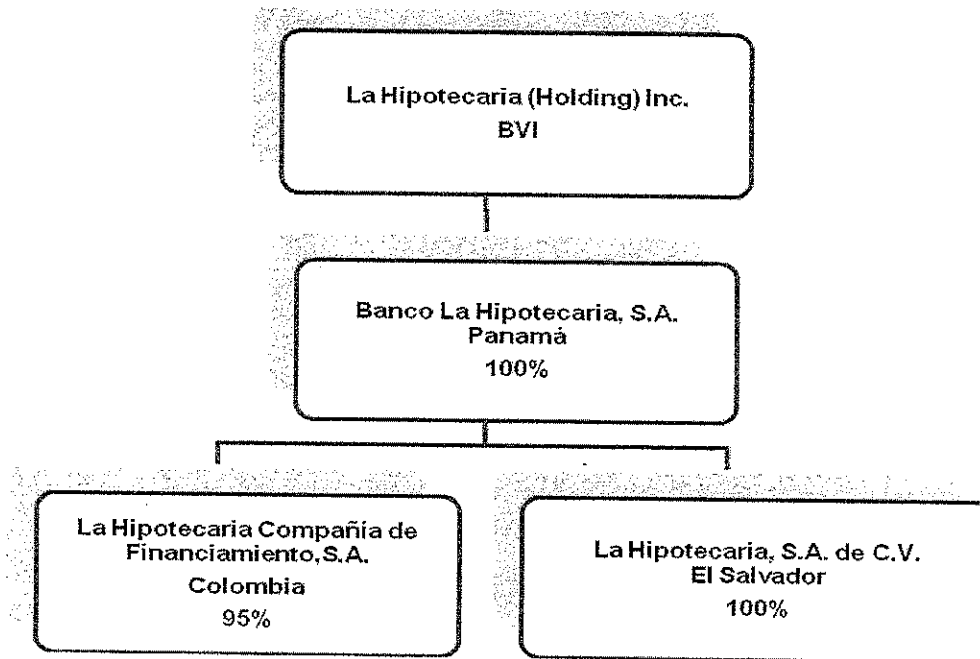 La Hipotecaria (Holding) Inc.
BVI
Banco La Hipotecaria, S.A.
Panamá
100%
La Hipotecaria Compañía de
Financiamiento,S.A.
Colombia
95%
La Hipotecaria, S.A. de C.V.
El Salvador
100%